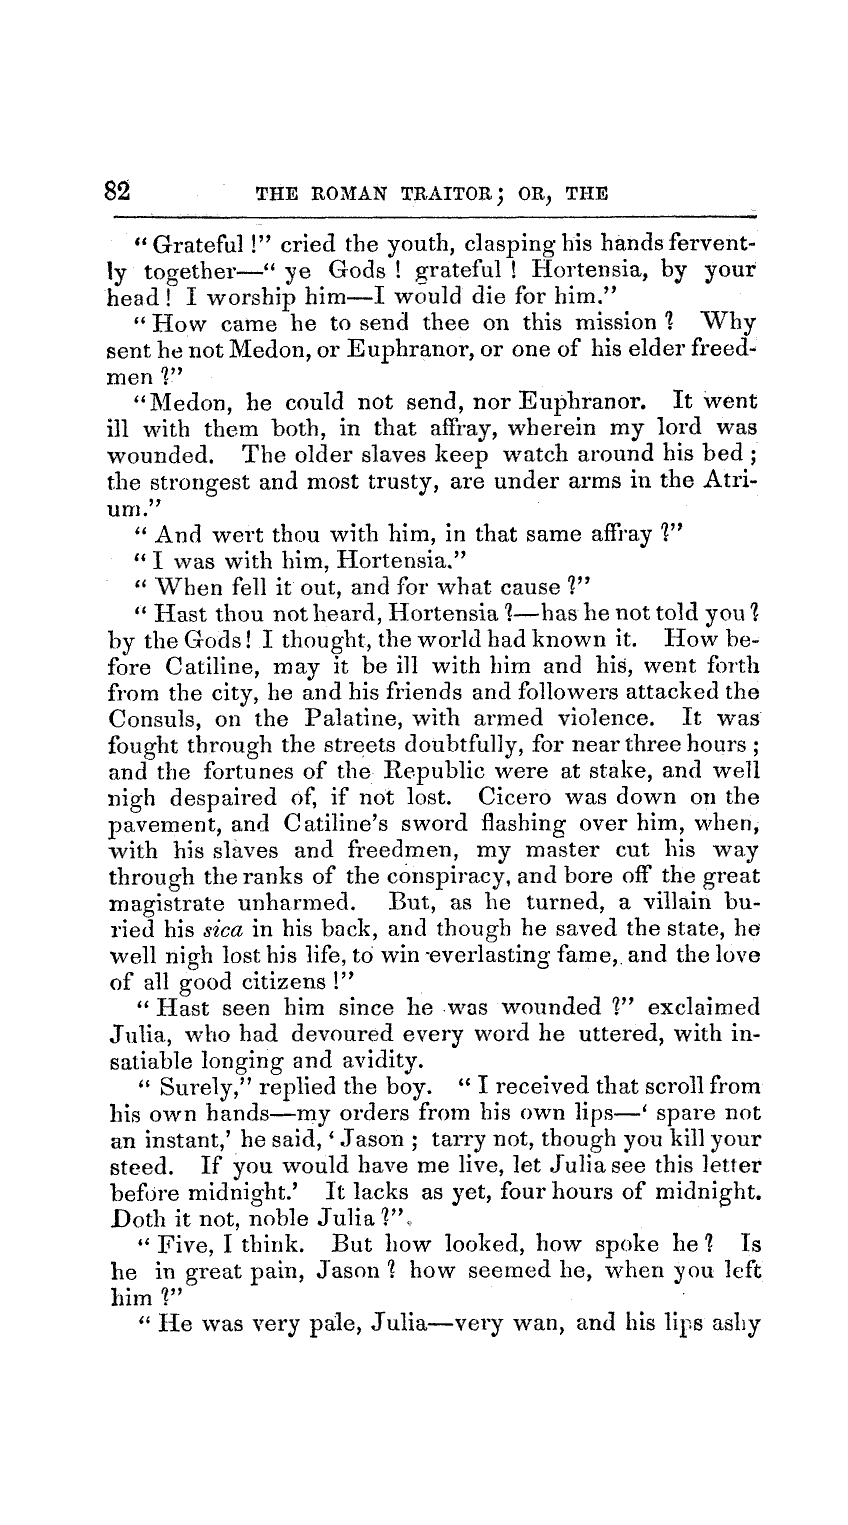 82 THE ROMAN TRAITOR; OR, THE
“Grateful!” cried the youth, clasping his hands fervent-
ly together—“ye Gods! grateful! Hortensia, by your
head! I worship him—I would die for him.”
“How came he to send thee on this mission? Why
sent he not Medon, or Euphranor, or one of his elder freed-
men?”
“Medon, he could not send, nor Euphranor. It went
ill with them both, in that affray, wherein my lord was
wounded. The older slaves keep watch around his bed;
the strongest and most trusty, are under arms in the Atri-
um.”
“And wert thou with him, in that same affray?”
“I was with him, Hortensia.”
“When fell it out, and for what cause?”
“Hast thou not heard, Hortensia?—has he not told you?
by the Gods! I thought, the world had known it. How be-
fore Catiline, may it be ill with him and his, went forth
from the city, he and his friends and followers attacked the
Consuls, on the Palatine, with armed violence. It was
fought through the streets doubtfully, for near three hours;
and the fortunes of the Republic were at stake, and well
nigh despaired of, if not lost. Cicero was down on the
pavement, and Catiline’s sword flashing over him, when,
with his slaves and freedmen, my master cut his way
through the ranks of the conspiracy, and bore off the great
magistrate unharmed. But, as he turned, a villain bu-
ried his sica in his back, and though he saved the state, he
well nigh lost his life, to win everlasting fame, and the love
of all good citizens!”
“Hast seen him since he was wounded?” exclaimed
Julia, who had devoured every word he uttered, with in-
satiable longing and avidity.
“Surely,” replied the boy. “I received that scroll from
his own hands—my orders from his own lips—‘spare not
an instant,’ he said, ‘Jason; tarry not, though you kill your
steed. If you would have me live, let Julia see this letter
before midnight.’ It lacks as yet, four hours of midnight.
Doth it not, noble Julia?”
“Five, I think. But how looked, how spoke he? Is
he in great pain, Jason? how seemed he, when you left
him?”
“He was very pale, Julia—very wan, and his lips ashy